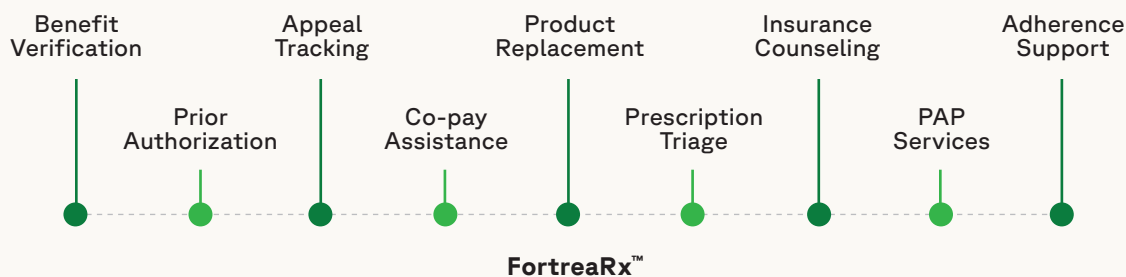 Benefit
Verification
Prior
Authorization
Appeal
Tracking
Co-pay
Assistance
Product
Replacement
Prescription
Triage
Insurance
Counseling
PAP
Services
Adherence
Support
FortreaRx™